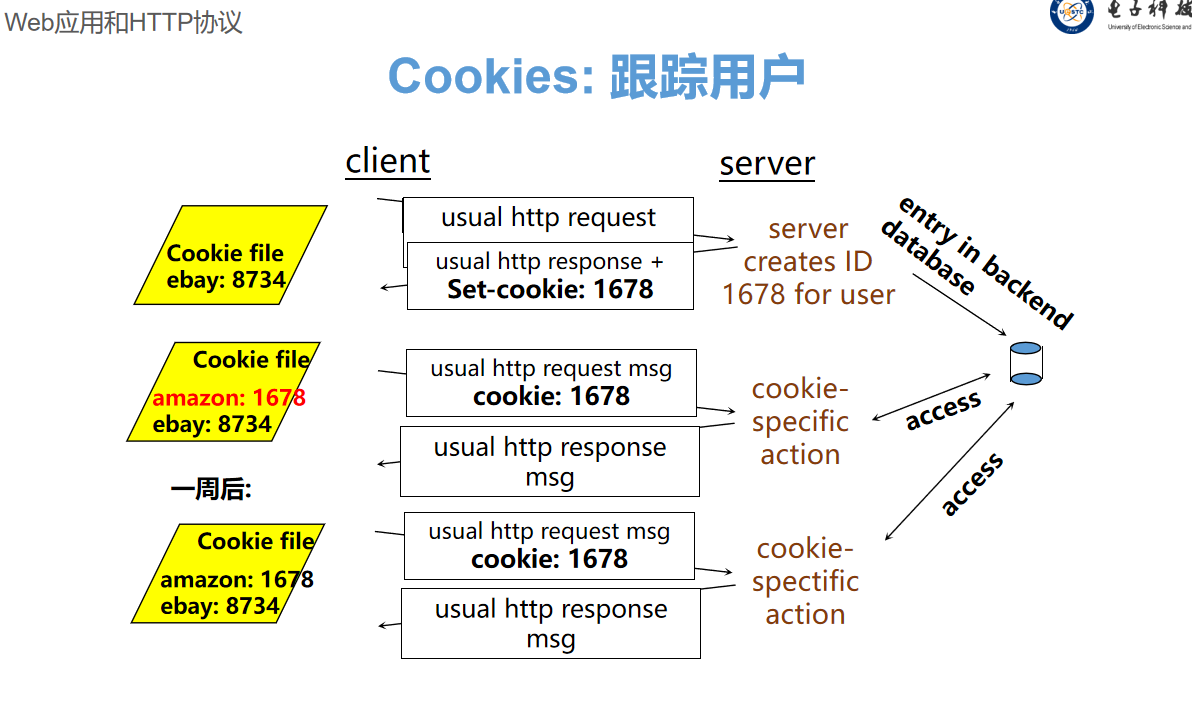 Web应用和HTTP协议
电子科技
University of Electronic Science and
Cookies: 跟踪用户
client
server
Cookie file
ebay: 8734
usual http request
usual http response +
Set-cookie: 1678
server
creates ID
1678 for user
entry in backend
database
Cookie file
amazon: 1678
ebay: 8734
usual http request msg
cookie: 1678
usual http response
msg
cookie-
specific
action
access
一周后:
Cookie file
amazon: 1678
ebay: 8734
usual http request msg
cookie: 1678
usual http response
msg
cookie-
spectific
action
access